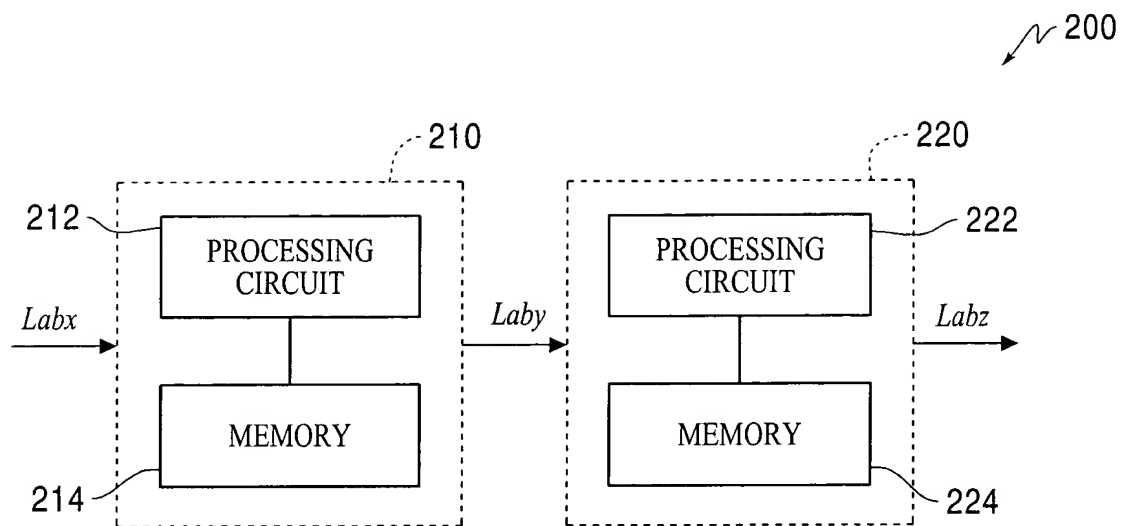 200
210
220
212
PROCESSING
CIRCUIT
222
PROCESSING
CIRCUIT
Labx
Laby
Labz
MEMORY
MEMORY
214
224